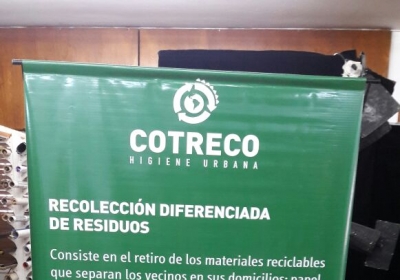 COTRECO
HIGIENE URBANA
RECOLECCIÓN DIFERENCIADA
DE RESIDUOS
Consiste en el retiro de los materiales reciclables
que separan los vecinos en sus domicilios: papel